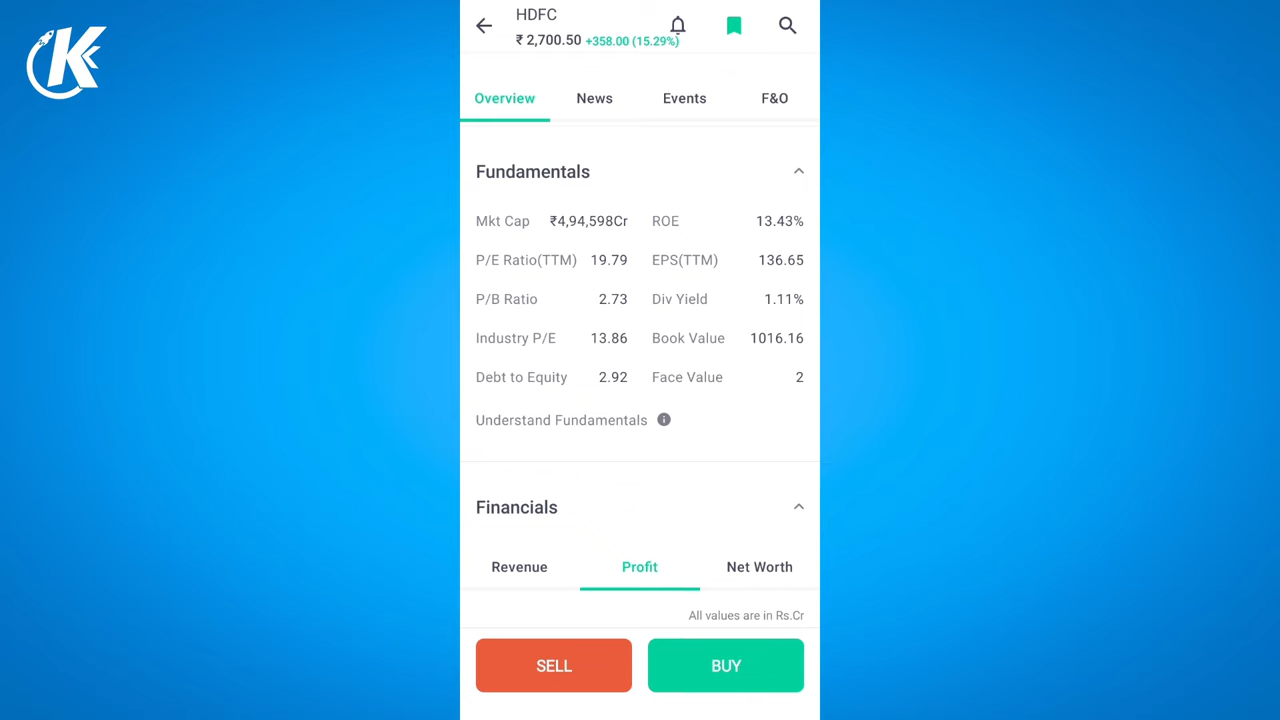 K
HDFC
₹ 2,700.50 +358.00 (15.29%)
Overview News Events F&O
Fundamentals
Mkt Cap ₹4,94,598Cr ROE 13.43%
P/E Ratio(TTM) 19.79 EPS(TTM) 136.65
P/B Ratio 2.73 Div Yield 1.11%
Industry P/E 13.86 Book Value 1016.16
Debt to Equity 2.92 Face Value 2
Understand Fundamentals
Financials
Revenue Profit Net Worth
All values are in Rs.Cr
SELL BUY